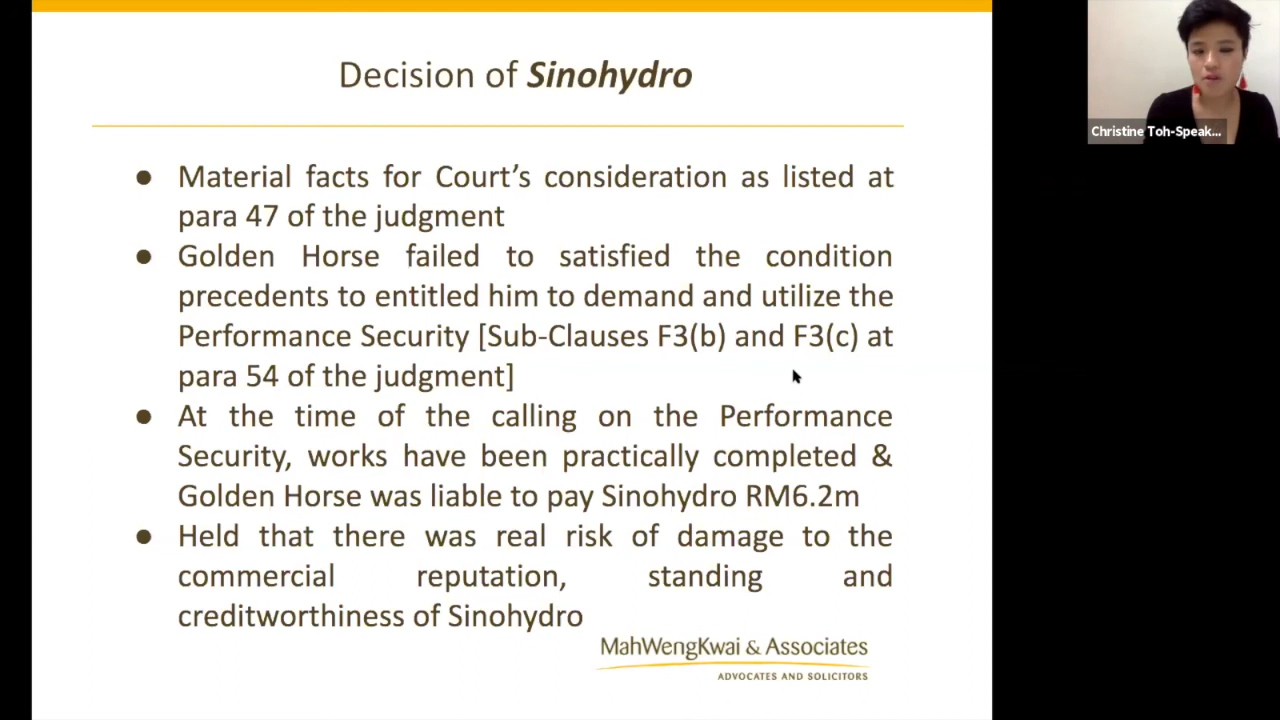 Decision of Sinohydro
● Material facts for Court’s consideration as listed at
para 47 of the judgment
● Golden Horse failed to satisfied the condition
precedents to entitled him to demand and utilize the
Performance Security [Sub-Clauses F3(b) and F3(c) at
para 54 of the judgment]
● At the time of the calling on the Performance
Security, works have been practically completed &
Golden Horse was liable to pay Sinohydro RM6.2m
● Held that there was real risk of damage to the
commercial reputation, standing and
creditworthiness of Sinohydro
MahWengKwai & Associates
ADVOCATES AND SOLICITORS
Christine Toh-Speak...